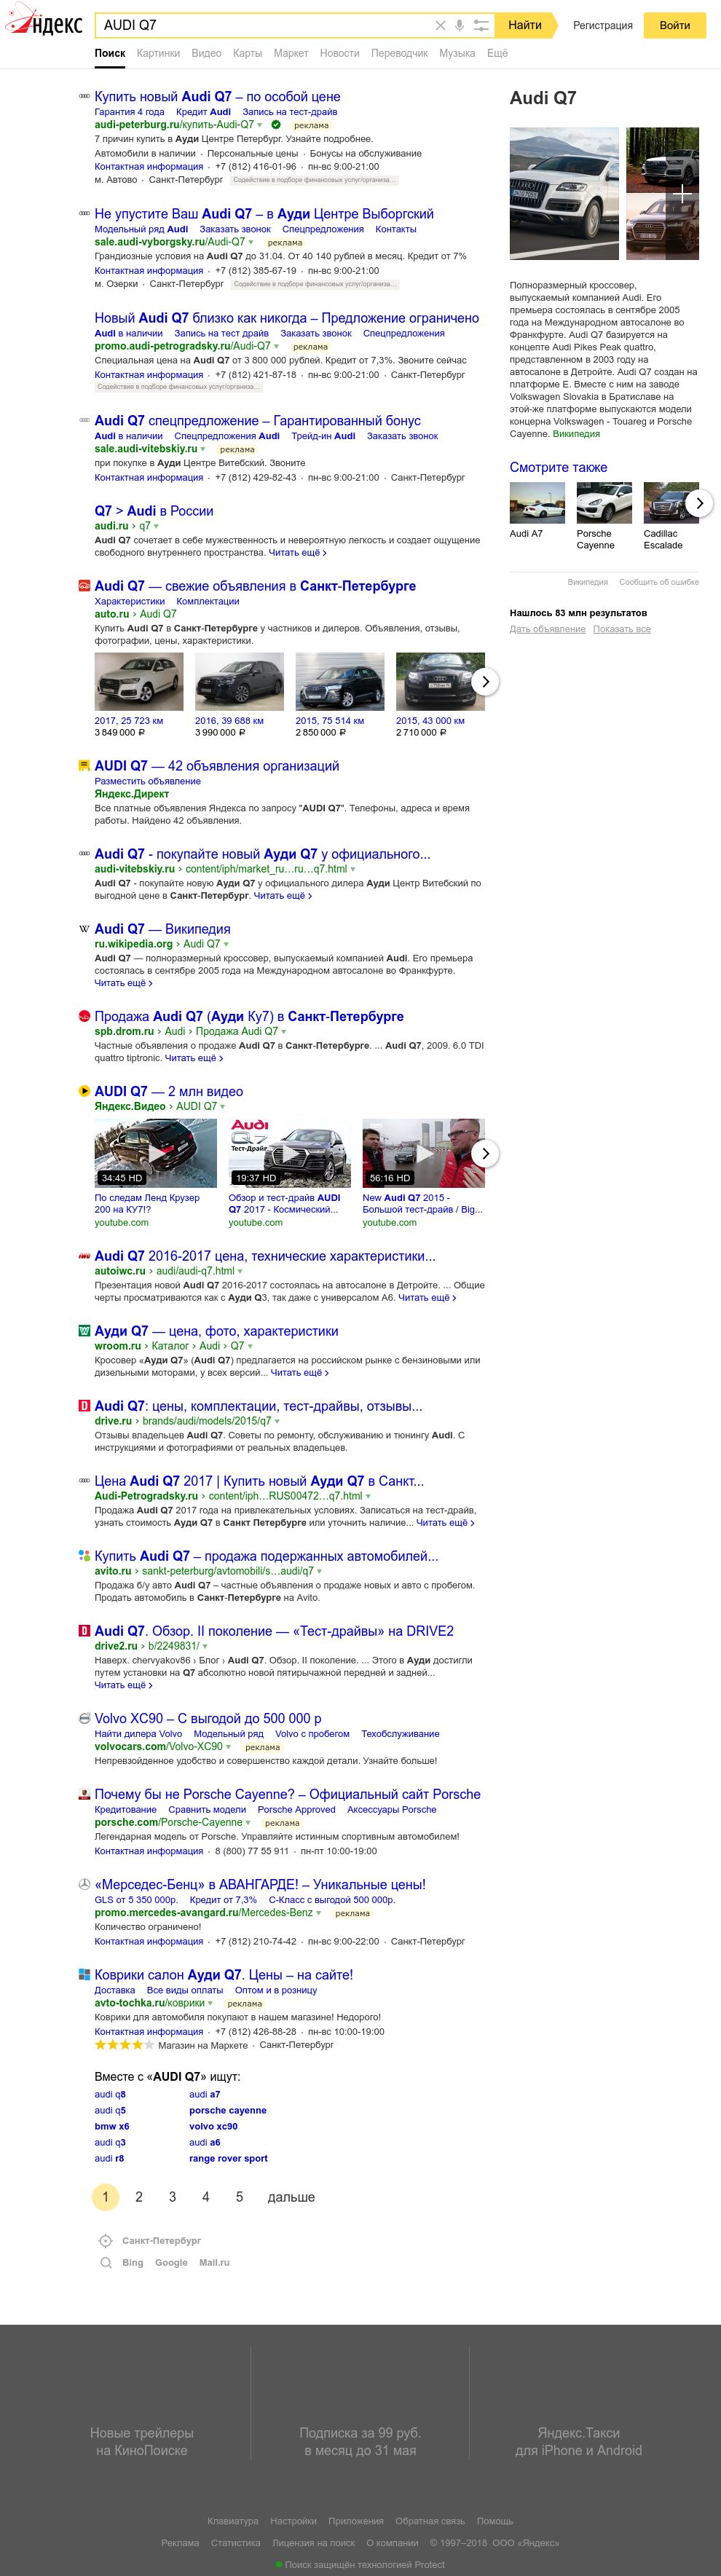 Яндекс
AUDI Q7
Найти
Регистрация
Войти
Поиск Картинки Видео Карты Маркет Новости Переводчик Музыка Ещё
Купить новый Audi Q7 – по особой цене
Гарантия 4 года Кредит Audi Запись на тест-драйв
audi-peterburg.ru/купить-Audi-Q7 реклама
7 причин купить в Ауди Центре Петербург. Узнайте подробнее.
Автомобили в наличии · Персональные цены · Бонусы на обслуживание
Контактная информация · +7 (812) 416-01-96 · пн-вс 9:00-21:00
м. Автово · Санкт-Петербург Содействие в подборе финансовых услуг/организа...
Не упустите Ваш Audi Q7 – в Ауди Центре Выборгский
Модельный ряд Audi Заказать звонок Спецпредложения Контакты
sale.audi-vyborgsky.ru/Audi-Q7 реклама
Грандиозные условия на Audi Q7 до 31.04. От 40 140 рублей в месяц. Кредит от 7%
Контактная информация · +7 (812) 385-67-19 · пн-вс 9:00-21:00
м. Озерки · Санкт-Петербург Содействие в подборе финансовых услуг/организа...
Новый Audi Q7 близко как никогда – Предложение ограничено
Audi в наличии Запись на тест драйв Заказать звонок Спецпредложения
promo.audi-petrogradsky.ru/Audi-Q7 реклама
Специальная цена на Audi Q7 от 3 800 000 рублей. Кредит от 7,3%. Звоните сейчас
Контактная информация · +7 (812) 421-87-18 · пн-вс 9:00-21:00 · Санкт-Петербург
Содействие в подборе финансовых услуг/организа...
Audi Q7 спецпредложение – Гарантированный бонус
Audi в наличии Спецпредложения Audi Трейд-ин Audi Заказать звонок
sale.audi-vitebskiy.ru реклама
при покупке в Ауди Центре Витебский. Звоните
Контактная информация · +7 (812) 429-82-43 · пн-вс 9:00-21:00 · Санкт-Петербург
Q7 > Audi в России
audi.ru › q7
Audi Q7 сочетает в себе мужественность и невероятную легкость и создает ощущение
свободного внутреннего пространства. Читать ещё ›
Audi Q7 — свежие объявления в Санкт-Петербурге
Характеристики Комплектации
auto.ru › Audi Q7
Купить Audi Q7 в Санкт-Петербурге у частников и дилеров. Объявления, отзывы,
фотографии, цены, характеристики.
2017, 25 723 км 2016, 39 688 км 2015, 75 514 км 2015, 43 000 км
3 849 000 ₽ 3 990 000 ₽ 2 850 000 ₽ 2 710 000 ₽
AUDI Q7 — 42 объявления организаций
Разместить объявление
Яндекс.Директ
Все платные объявления Яндекса по запросу "AUDI Q7". Телефоны, адреса и время
работы. Найдено 42 объявления.
Audi Q7 - покупайте новый Ауди Q7 у официального...
audi-vitebskiy.ru › content/iph/market_ru…ru…q7.html
Audi Q7 - покупайте новую Ауди Q7 у официального дилера Ауди Центр Витебский по
выгодной цене в Санкт-Петербург. Читать ещё ›
Audi Q7 — Википедия
ru.wikipedia.org › Audi Q7
Audi Q7 — полноразмерный кроссовер, выпускаемый компанией Audi. Его премьера
состоялась в сентябре 2005 года на Международном автосалоне во Франкфурте.
Читать ещё ›
Продажа Audi Q7 (Ауди Ку7) в Санкт-Петербурге
spb.drom.ru › Audi › Продажа Audi Q7
Частные объявления о продаже Audi Q7 в Санкт-Петербурге. ... Audi Q7, 2009. 6.0 TDI
quattro tiptronic. Читать ещё ›
AUDI Q7 — 2 млн видео
Яндекс.Видео › AUDI Q7
Audi
Q7
Тест-Драйв
34:45 HD 19:37 HD 56:16 HD
По следам Ленд Крузер Обзор и тест-драйв AUDI New Audi Q7 2015 -
200 на КУ7!? Q7 2017 - Космический... Большой тест-драйв / Big...
youtube.com youtube.com youtube.com
Audi Q7 2016-2017 цена, технические характеристики...
autoiwc.ru › audi/audi-q7.html
Презентация новой Audi Q7 2016-2017 состоялась на автосалоне в Детройте. ... Общие
черты просматриваются как с Ауди Q3, так даже с универсалом А6. Читать ещё ›
Ауди Q7 — цена, фото, характеристики
wroom.ru › Каталог › Audi › Q7
Кросовер «Ауди Q7» (Audi Q7) предлагается на российском рынке с бензиновыми или
дизельными моторами, у всех версий... Читать ещё ›
Audi Q7: цены, комплектации, тест-драйвы, отзывы...
drive.ru › brands/audi/models/2015/q7
Отзывы владельцев Audi Q7. Советы по ремонту, обслуживанию и тюнингу Audi. С
инструкциями и фотографиями от реальных владельцев.
Цена Audi Q7 2017 | Купить новый Ауди Q7 в Санкт...
Audi-Petrogradsky.ru › content/iph…RUS00472…q7.html
Продажа Audi Q7 2017 года на привлекательных условиях. Записаться на тест-драйв,
узнать стоимость Ауди Q7 в Санкт Петербурге или уточнить наличие... Читать ещё ›
Купить Audi Q7 – продажа подержанных автомобилей...
avito.ru › sankt-peterburg/avtomobili/s…audi/q7
Продажа б/у авто Audi Q7 – частные объявления о продаже новых и авто с пробегом.
Продать автомобиль в Санкт-Петербурге на Avito.
Audi Q7. Обзор. II поколение — «Тест-драйвы» на DRIVE2
drive2.ru › b/2249831/
Наверх. chervyakov86 › Блог › Audi Q7. Обзор. II поколение. ... Этого в Ауди достигли
путем установки на Q7 абсолютно новой пятирычажной передней и задней...
Читать ещё ›
Volvo XC90 – С выгодой до 500 000 р
Найти дилера Volvo Модельный ряд Volvo с пробегом Техобслуживание
volvocars.com/Volvo-XC90 реклама
Непревзойденное удобство и совершенство каждой детали. Узнайте больше!
Почему бы не Porsche Cayenne? – Официальный сайт Porsche
Кредитование Сравнить модели Porsche Approved Аксессуары Porsche
porsche.com/Porsche-Cayenne реклама
Легендарная модель от Porsche. Управляйте истинным спортивным автомобилем!
Контактная информация · 8 (800) 77 55 911 · пн-пт 10:00-19:00
«Мерседес-Бенц» в АВАНГАРДЕ! – Уникальные цены!
GLS от 5 350 000р. Кредит от 7,3% С-Класс с выгодой 500 000р.
promo.mercedes-avangard.ru/Mercedes-Benz реклама
Количество ограничено!
Контактная информация · +7 (812) 210-74-42 · пн-вс 9:00-22:00 · Санкт-Петербург
Коврики салон Ауди Q7. Цены – на сайте!
Доставка Все виды оплаты Оптом и в розницу
avto-tochka.ru/коврики реклама
Коврики для автомобиля покупают в нашем магазине! Недорого!
Контактная информация · +7 (812) 426-88-28 · пн-вс 10:00-19:00
Магазин на Маркете · Санкт-Петербург
Вместе с «AUDI Q7» ищут:
audi q8 audi a7
audi q5 porsche cayenne
bmw x6 volvo xc90
audi q3 audi a6
audi r8 range rover sport
1 2 3 4 5 дальше
Санкт-Петербург
Bing Google Mail.ru
Audi Q7
Полноразмерный кроссовер,
выпускаемый компанией Audi. Его
премьера состоялась в сентябре 2005
года на Международном автосалоне во
Франкфурте. Audi Q7 базируется на
концепте Audi Pikes Peak quattro,
представленном в 2003 году на
автосалоне в Детройте. Audi Q7 создан на
платформе E. Вместе с ним на заводе
Volkswagen Slovakia в Братиславе на
этой-же платформе выпускаются модели
концерна Volkswagen - Touareg и Porsche
Cayenne. Википедия
Смотрите также
Audi A7 Porsche Cadillac
Cayenne Escalade
Википедия Сообщить об ошибке
Нашлось 83 млн результатов
Дать объявление Показать все
Новые трейлеры
на КиноПоиске
Подписка за 99 руб.
в месяц до 31 мая
Яндекс.Такси
для iPhone и Android
Клавиатура Настройки Приложения Обратная связь Помощь
Реклама Статистика Лицензия на поиск О компании © 1997–2018 ООО «Яндекс»
Поиск защищён технологией Protect